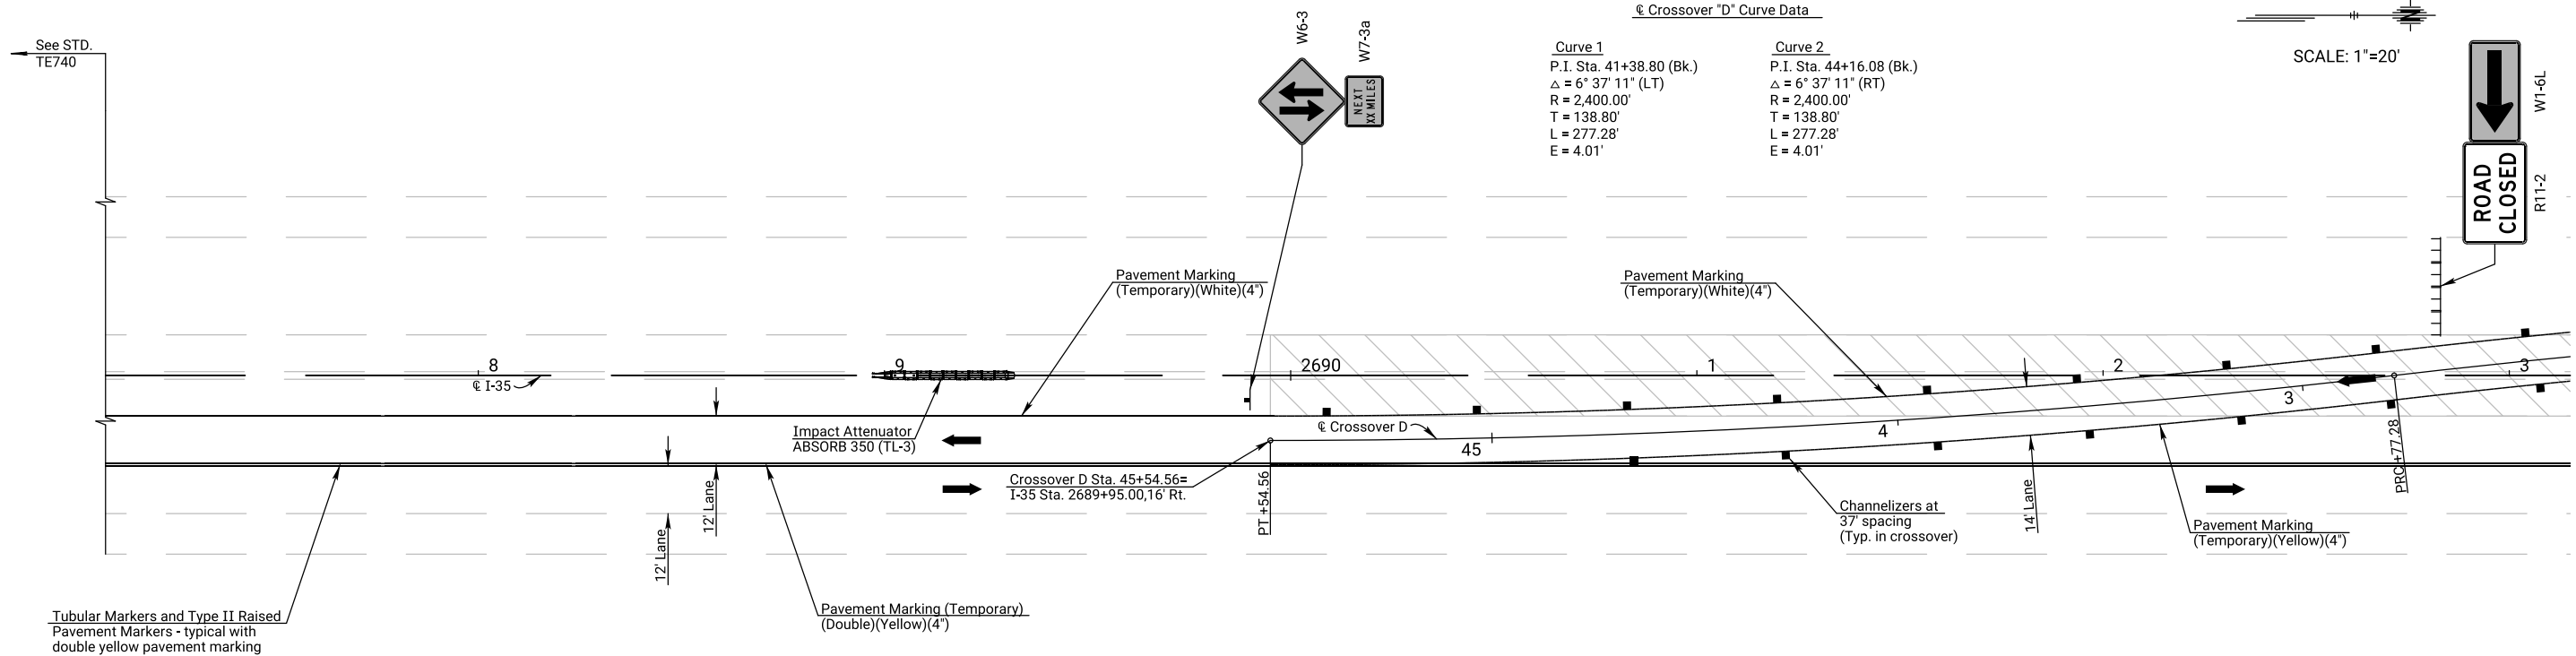 See STD.
TE740
W6-3
W7-3a
NEXT
XX MILES
℄ Crossover "D" Curve Data
Curve 1
P.I. Sta. 41+38.80 (Bk.)
△ = 6° 37' 11" (LT)
R = 2,400.00'
T = 138.80'
L = 277.28'
E = 4.01'
Curve 2
P.I. Sta. 44+16.08 (Bk.)
△ = 6° 37' 11" (RT)
R = 2,400.00'
T = 138.80'
L = 277.28'
E = 4.01'
N
SCALE: 1"=20'
W1-6L
ROAD
CLOSED
R11-2
Pavement Marking
(Temporary)(White)(4")
Pavement Marking
(Temporary)(White)(4")
8
9
2690
1
2
3
℄ I-35
3
4
45
℄ Crossover D
Impact Attenuator
ABSORB 350 (TL-3)
Crossover D Sta. 45+54.56=
I-35 Sta. 2689+95.00,16' Rt.
PT +54.56
PRC +77.28
12' Lane
12' Lane
14' Lane
Channelizers at
37' spacing
(Typ. in crossover)
Pavement Marking
(Temporary)(Yellow)(4")
Tubular Markers and Type II Raised
Pavement Markers - typical with
double yellow pavement marking
Pavement Marking (Temporary)
(Double)(Yellow)(4")